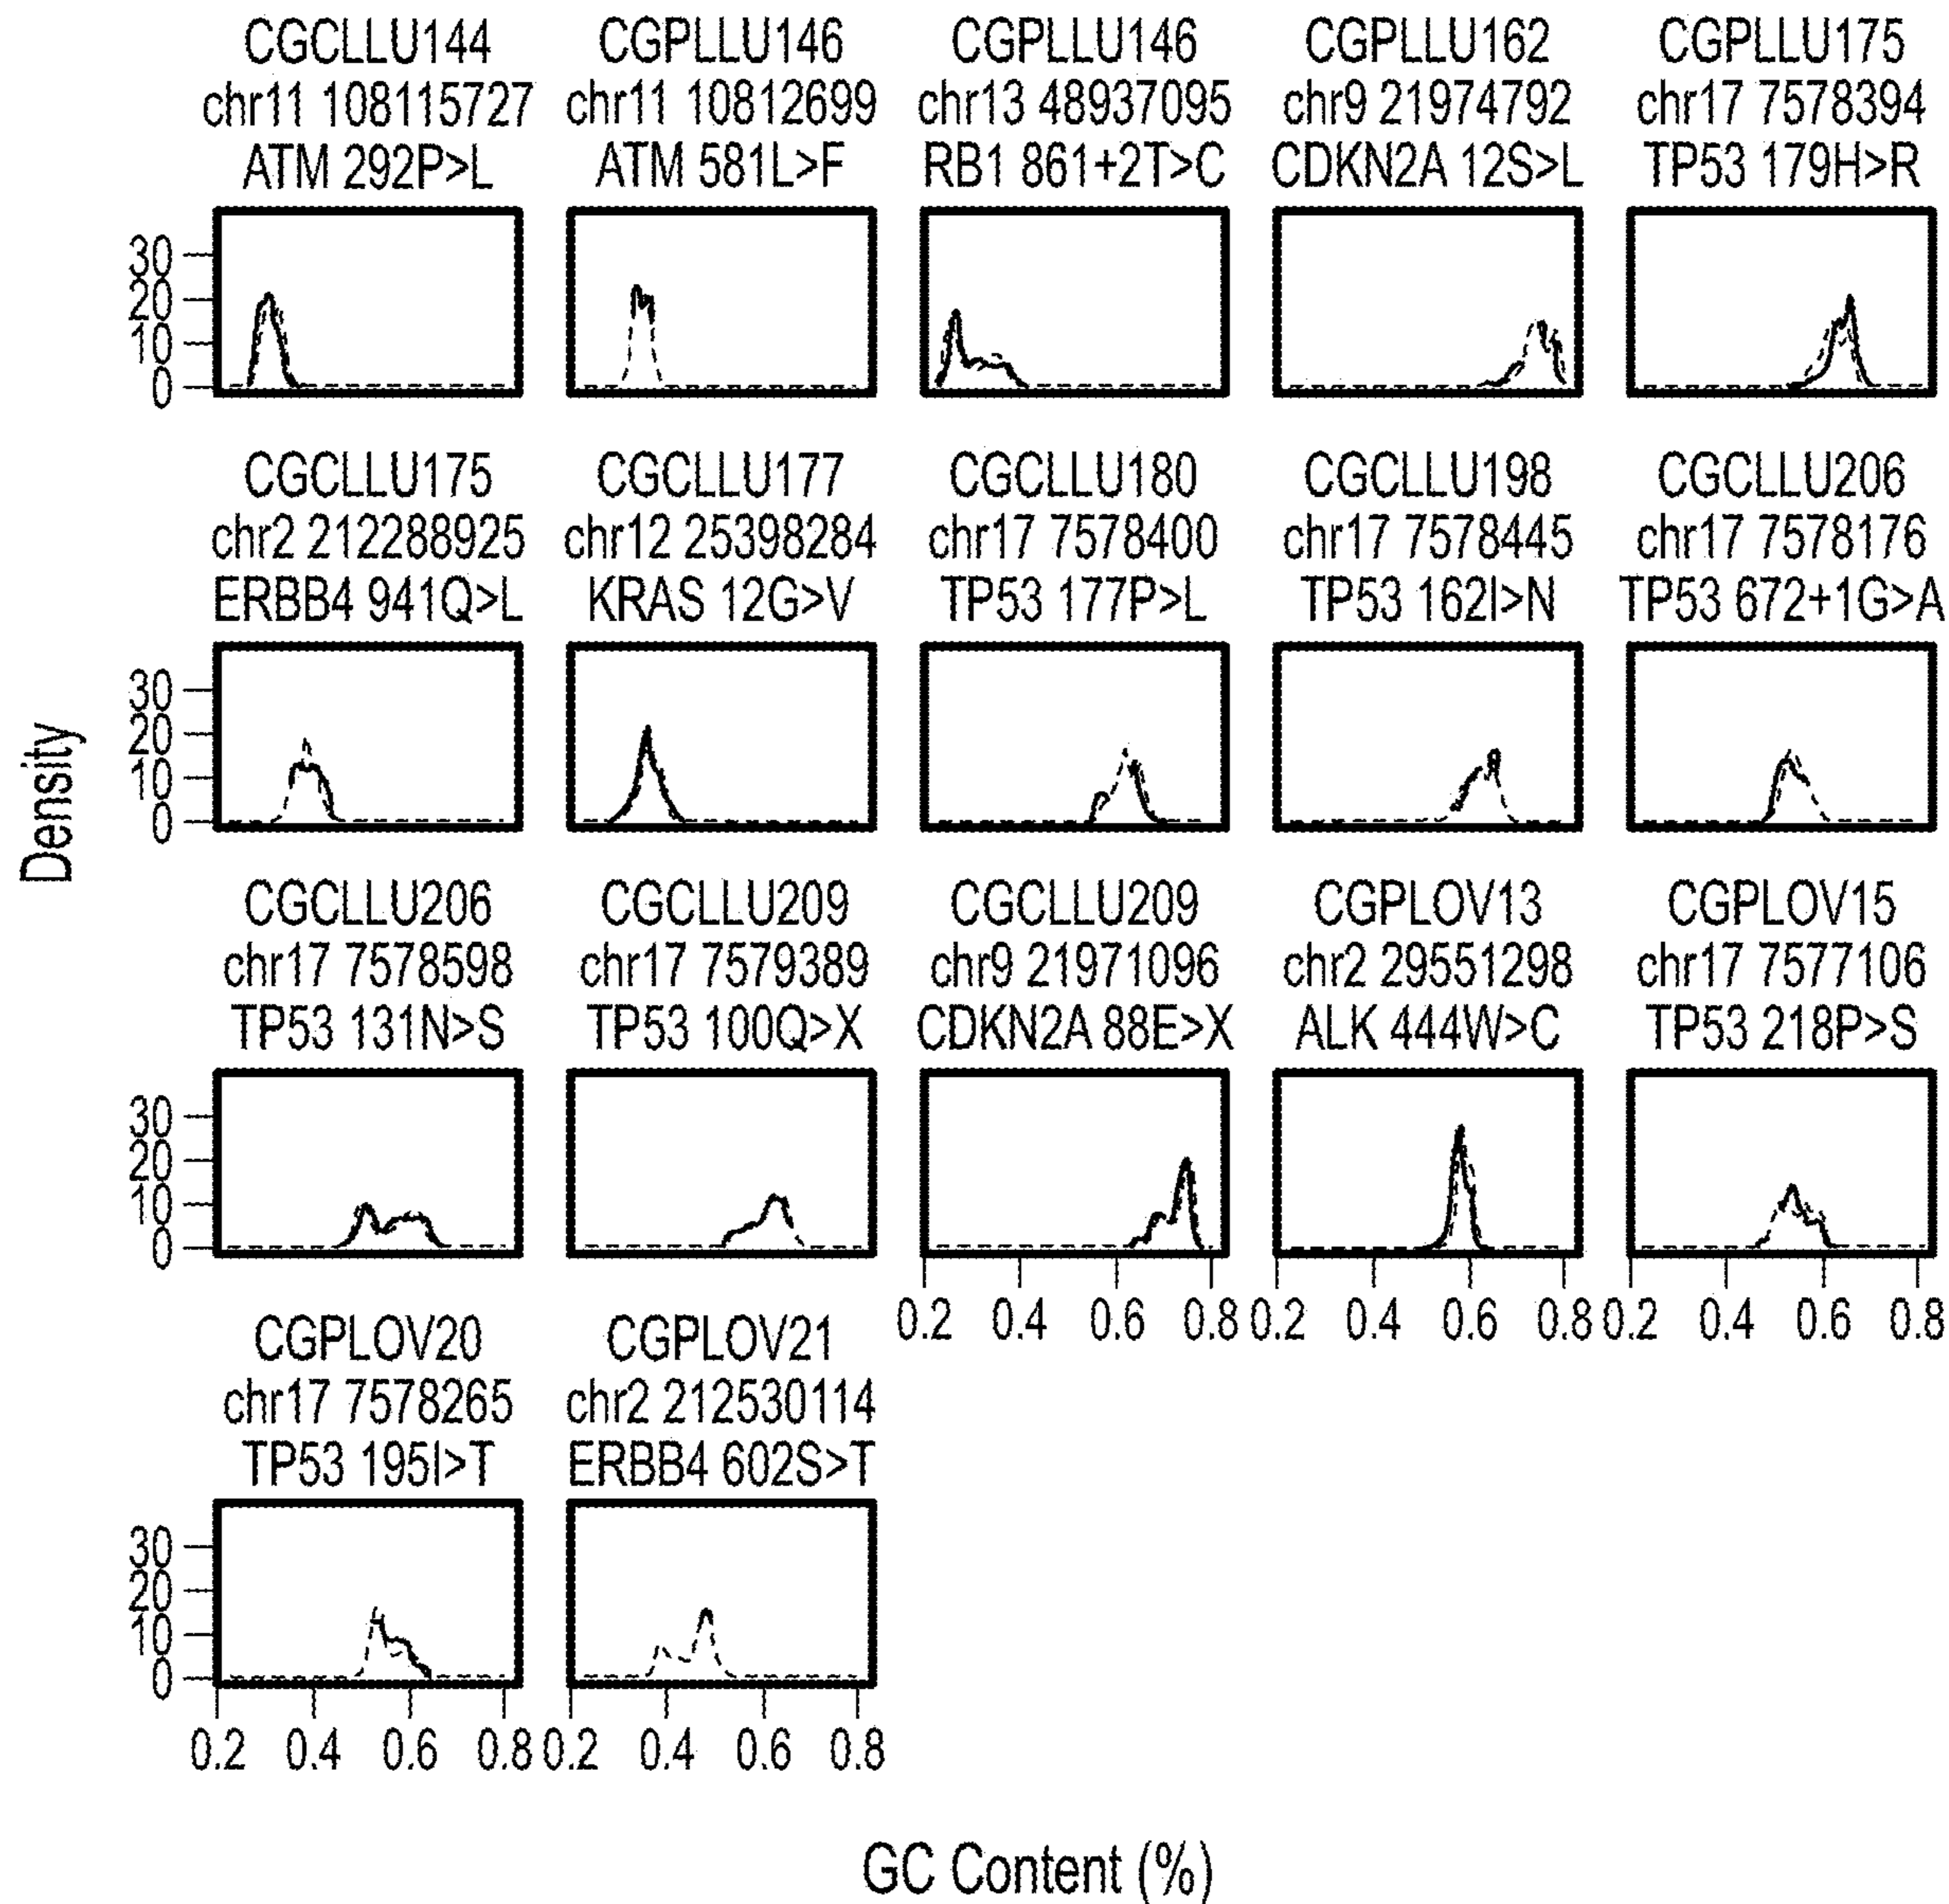 CGCLLU144 CGPLLU146 CGPLLU146 CGPLLU162 CGPLLU175
chr11 108115727 chr11 10812699 chr13 48937095 chr9 21974792 chr17 7578394
ATM 292P>L ATM 581L>F RB1 861+2T>C CDKN2A 12S>L TP53 179H>R
30
20
10
0
CGCLLU175 CGCLLU177 CGCLLU180 CGCLLU198 CGCLLU206
chr2 212288925 chr12 25398284 chr17 7578400 chr17 7578445 chr17 7578176
ERBB4 941Q>L KRAS 12G>V TP53 177P>L TP53 162I>N TP53 672+1G>A
30
20
10
0
Density
CGCLLU206 CGCLLU209 CGCLLU209 CGPLOV13 CGPLOV15
chr17 7578598 chr17 7579389 chr9 21971096 chr2 29551298 chr17 7577106
TP53 131N>S TP53 100Q>X CDKN2A 88E>X ALK 444W>C TP53 218P>S
30
20
10
0
0.2 0.4 0.6 0.8 0.2 0.4 0.6 0.8 0.2 0.4 0.6 0.8
CGPLOV20 CGPLOV21
chr17 7578265 chr2 212530114
TP53 195I>T ERBB4 602S>T
30
20
10
0
0.2 0.4 0.6 0.8 0.2 0.4 0.6 0.8
GC Content (%)